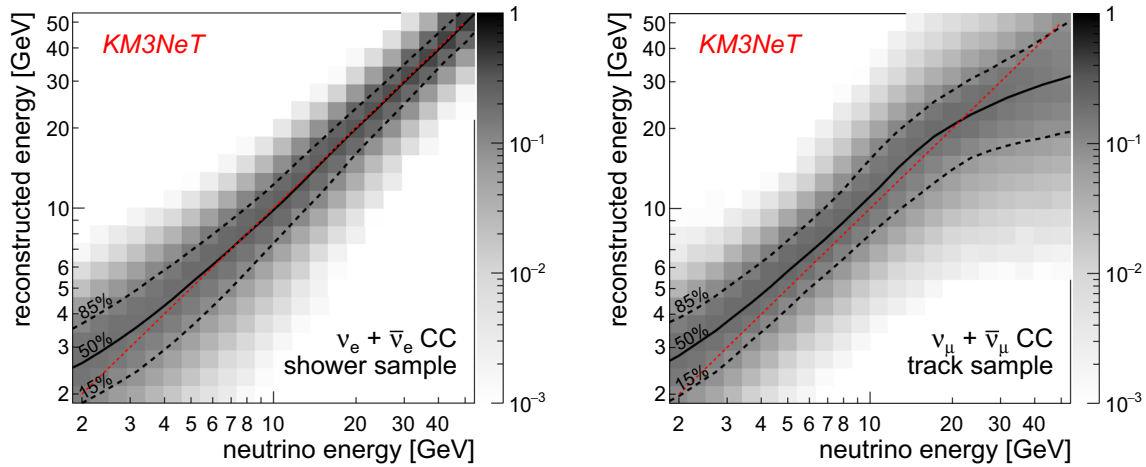 KM3NeT
reconstructed energy [GeV]
50
40
30
20
10
6
5
4
3
2
85%
50%
15%
νe + ν̅e CC
shower sample
2 3 4 5 6 7 8 10 20 30 40
neutrino energy [GeV]
1
10⁻¹
10⁻²
10⁻³
KM3NeT
reconstructed energy [GeV]
50
40
30
20
10
6
5
4
3
2
85%
50%
15%
νμ + ν̅μ CC
track sample
2 3 4 5 6 7 8 10 20 30 40
neutrino energy [GeV]
1
10⁻¹
10⁻²
10⁻³